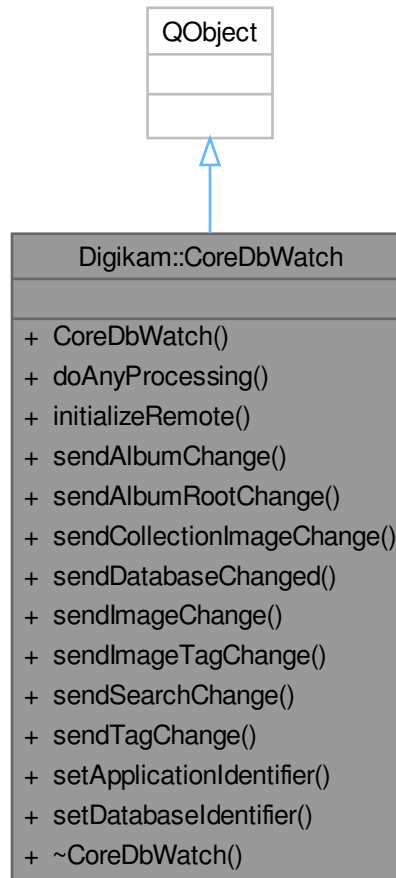 QObject
Digikam::CoreDbWatch
+ CoreDbWatch()
+ doAnyProcessing()
+ initializeRemote()
+ sendAlbumChange()
+ sendAlbumRootChange()
+ sendCollectionImageChange()
+ sendDatabaseChanged()
+ sendImageChange()
+ sendImageTagChange()
+ sendSearchChange()
+ sendTagChange()
+ setApplicationIdentifier()
+ setDatabaseIdentifier()
+ ~CoreDbWatch()